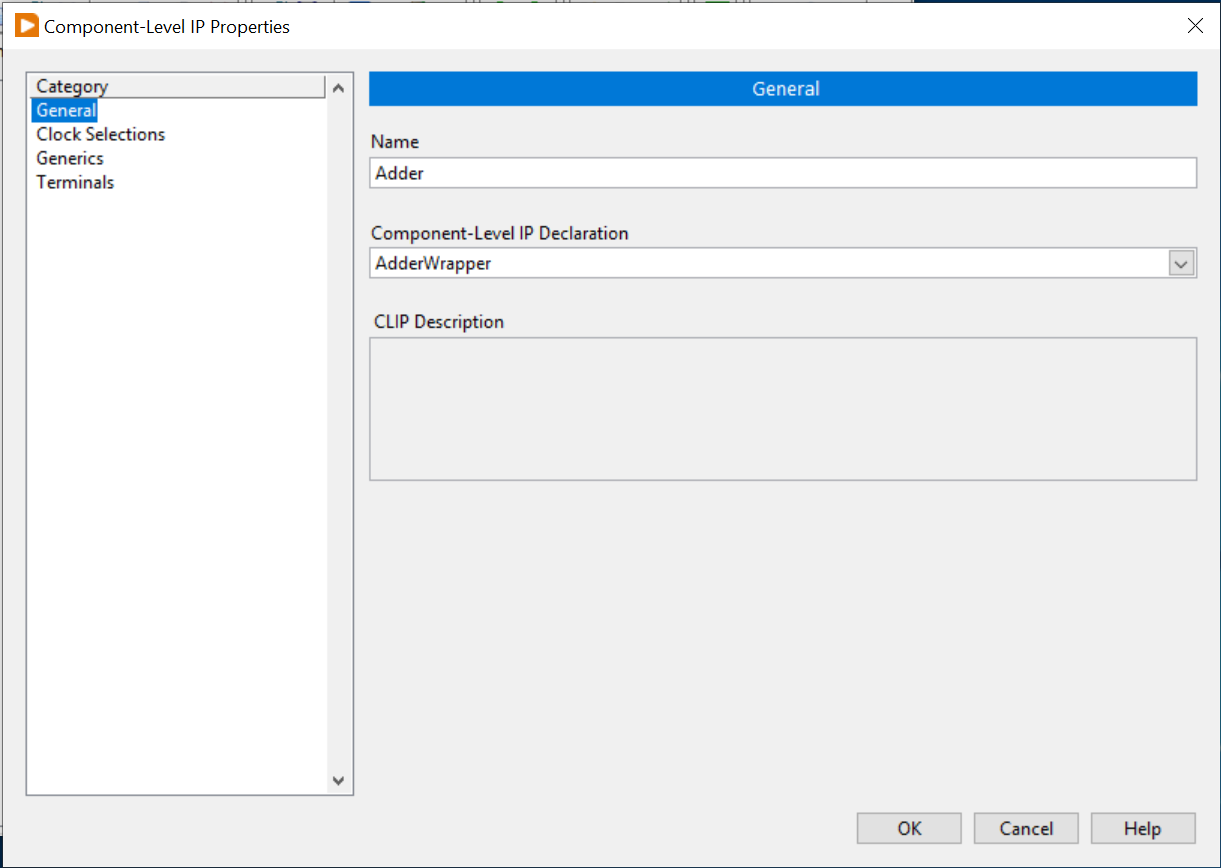 Component-Level IP Properties
Category
General
Clock Selections
Generics
Terminals
General
Name
Adder
Component-Level IP Declaration
AdderWrapper
CLIP Description
OK
Cancel
Help